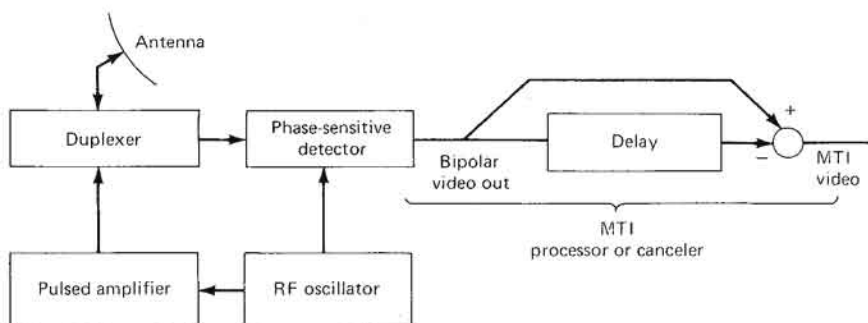 Antenna
Duplexer
Phase-sensitive
detector
Delay
+
−
Bipolar
video out
MTI
video
MTI
processor or canceler
Pulsed amplifier
RF oscillator